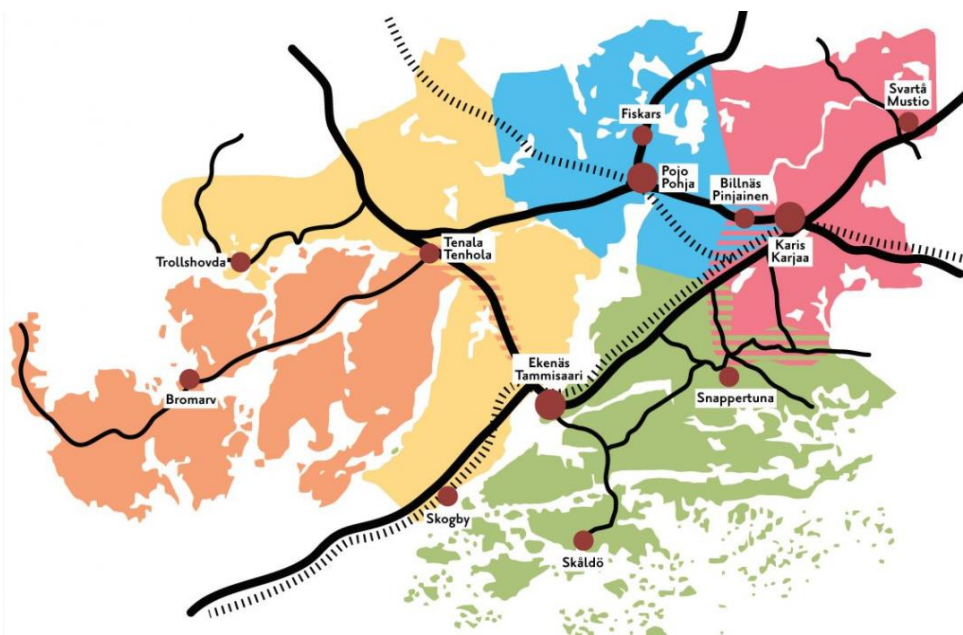 Svartå
Mustio
Fiskars
Pojo
Pohja
Billnäs
Pinjainen
Karis
Karjaa
Tenala
Tenhola
Trollshovda
Ekenäs
Tammisaari
Bromarv
Snappertuna
Skogby
Skåldö